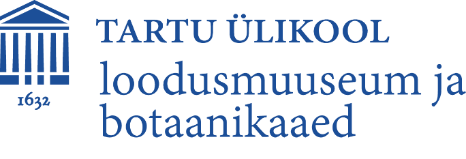 TARTU ÜLIKOOL
loodusmuuseum ja
botaanikaaed
1632